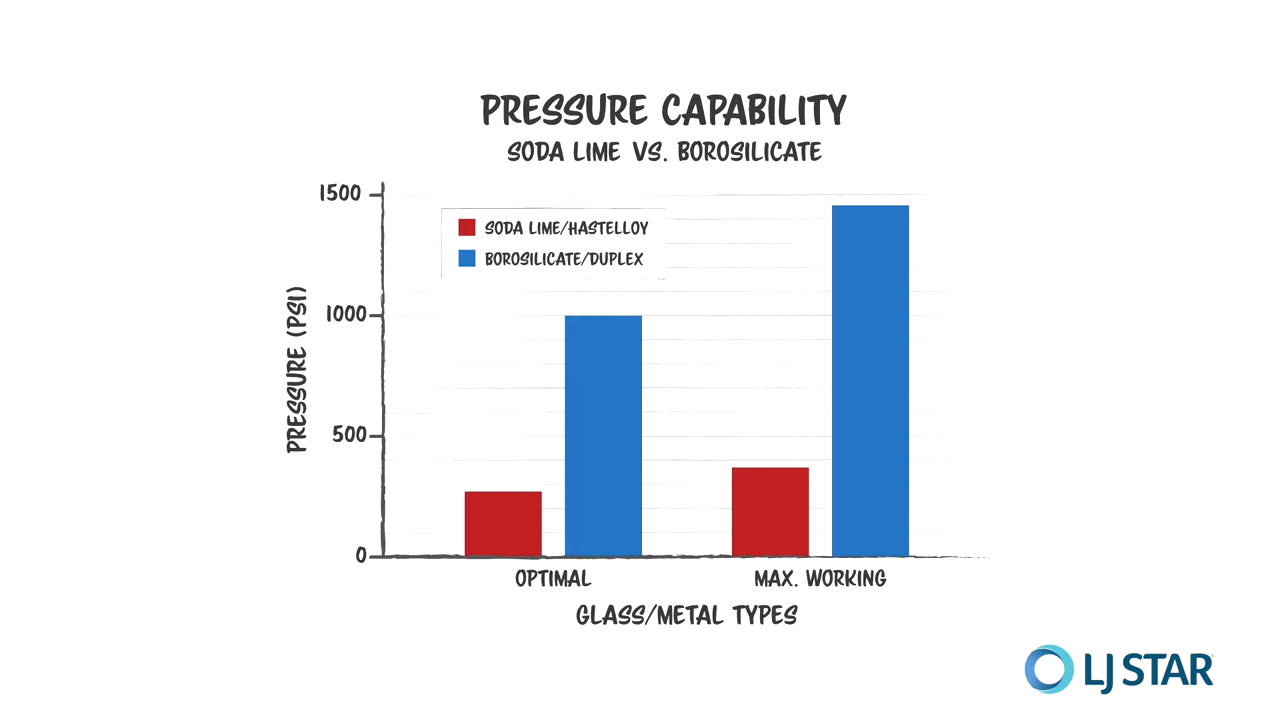 PRESSURE CAPABILITY
SODA LIME VS. BOROSILICATE
1500
SODA LIME/HASTELLOY
BOROSILICATE/DUPLEX
1000
PRESSURE (PSI)
500
0
OPTIMAL
MAX. WORKING
GLASS/METAL TYPES
LJ STAR